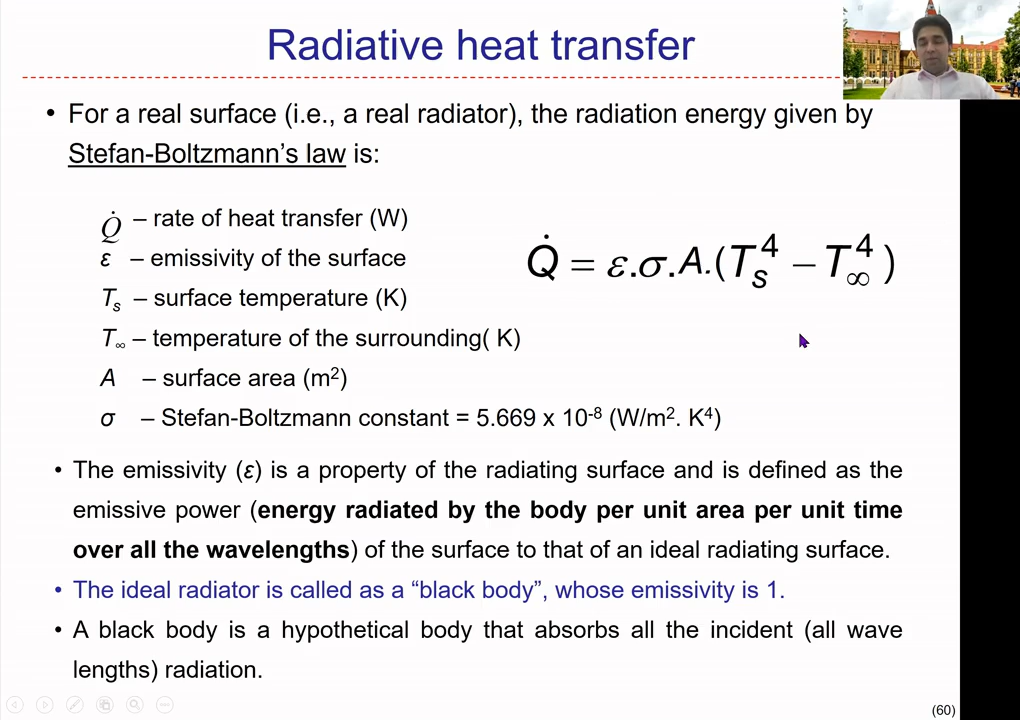 Radiative heat transfer
• For a real surface (i.e., a real radiator), the radiation energy given by
Stefan-Boltzmann’s law is:
Q̇ – rate of heat transfer (W)
ε – emissivity of the surface
Tₛ – surface temperature (K)
T∞ – temperature of the surrounding( K)
A – surface area (m²)
σ – Stefan-Boltzmann constant = 5.669 x 10⁻⁸ (W/m². K⁴)
Q̇ = ε.σ.A.(Tₛ⁴ – T∞⁴)
• The emissivity (ε) is a property of the radiating surface and is defined as the
emissive power (energy radiated by the body per unit area per unit time
over all the wavelengths) of the surface to that of an ideal radiating surface.
• The ideal radiator is called as a “black body”, whose emissivity is 1.
• A black body is a hypothetical body that absorbs all the incident (all wave
lengths) radiation.
(60)